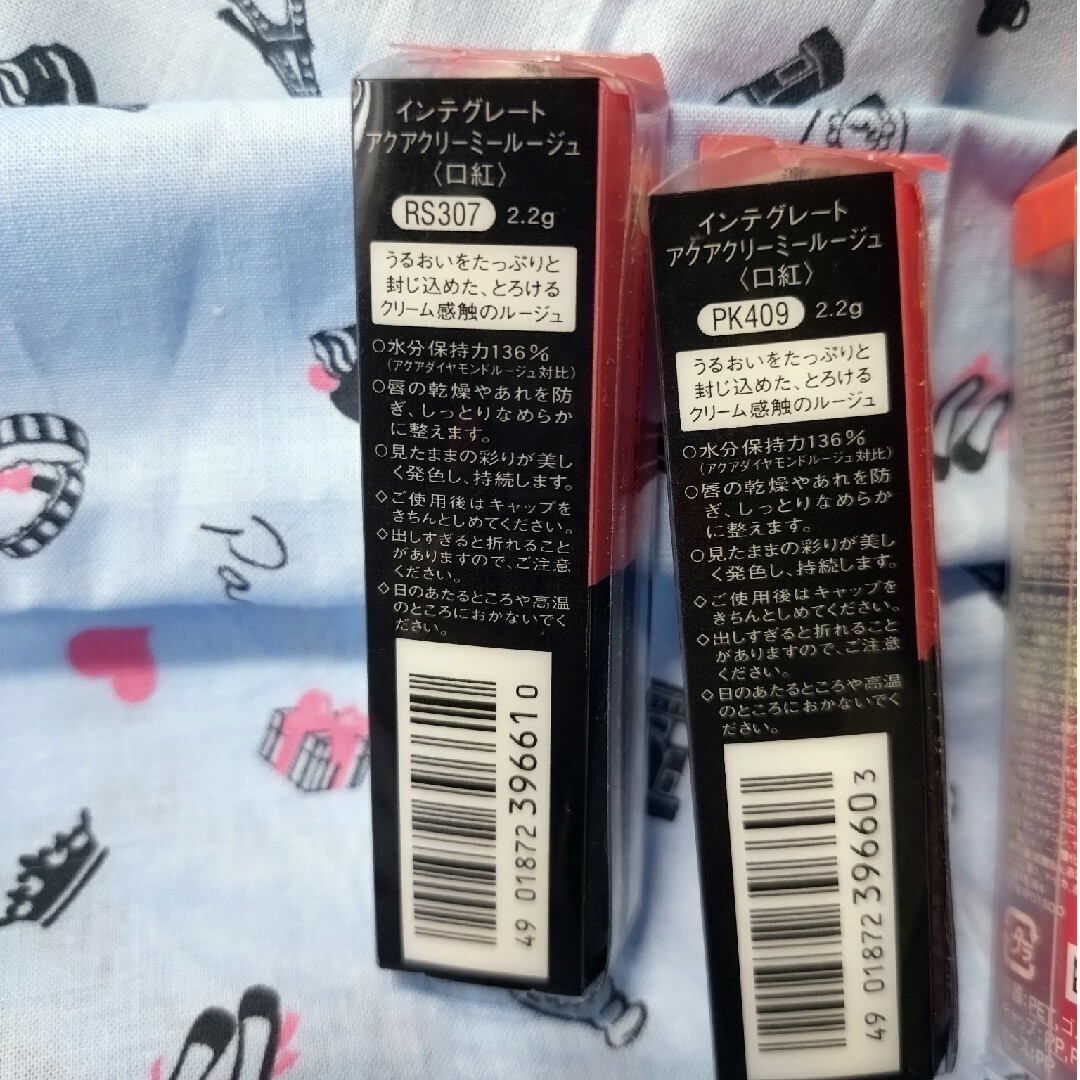 インテグレート
アクアクリーミールージュ
〈口紅〉
RS307 2.2g
うるおいをたっぷりと
封じ込めた、とろける
クリーム感触のルージュ
○水分保持力136%
(アクアダイヤモンドルージュ対比)
○唇の乾燥やあれを防
ぎ、しっとりなめらか
に整えます。
○見たままの彩りが美し
く発色し、持続します。
◇ご使用後はキャップを
きちんとしめてください。
◇出しすぎると折れること
がありますので、ご注意
ください。
◇日のあたるところや高温
のところにおかないでく
ださい。
49 01872 396610
インテグレート
アクアクリーミールージュ
〈口紅〉
PK409 2.2g
うるおいをたっぷりと
封じ込めた、とろける
クリーム感触のルージュ
○水分保持力136%
(アクアダイヤモンドルージュ対比)
○唇の乾燥やあれを防
ぎ、しっとりなめらか
に整えます。
○見たままの彩りが美し
く発色し、持続します。
◇ご使用後はキャップを
きちんとしめてください。
◇出しすぎると折れること
がありますので、ご注意
ください。
◇日のあたるところや高温
のところにおかないでく
ださい。
49 01872 396603
Pa
プラ